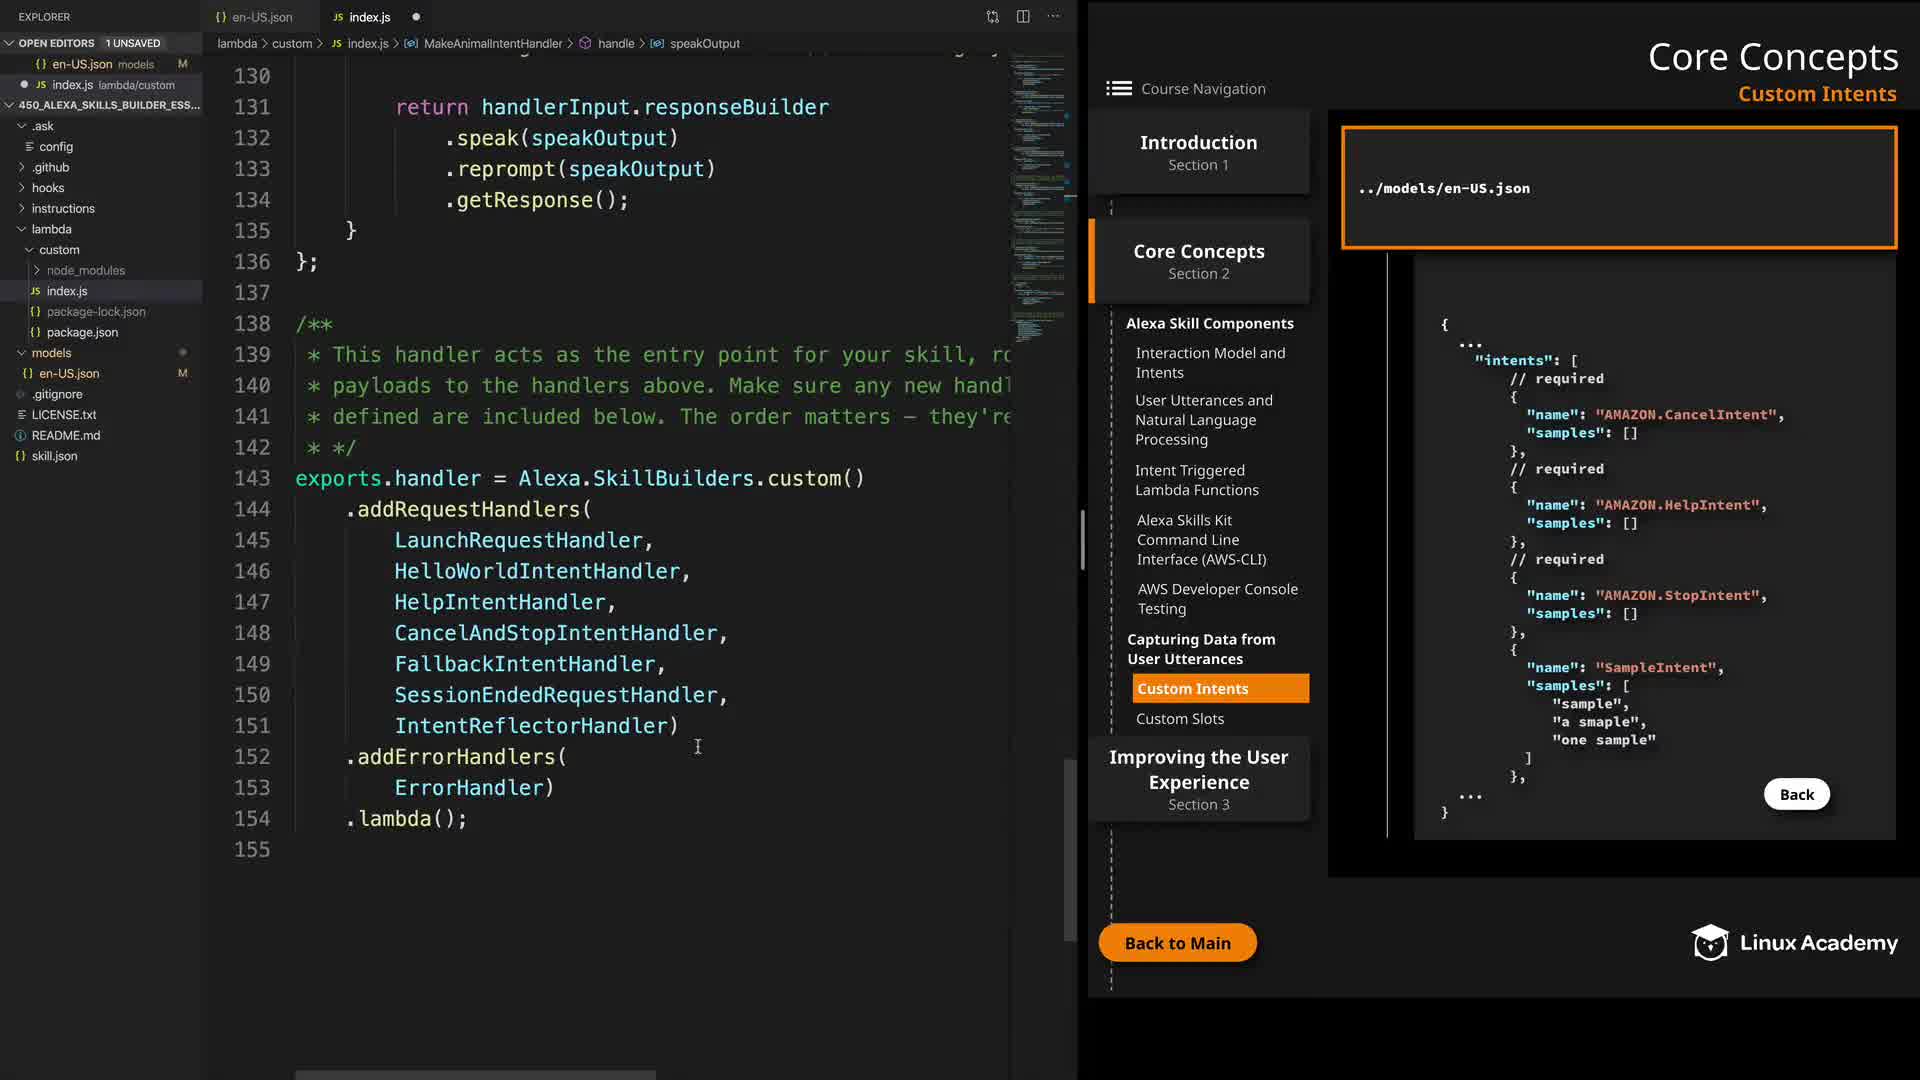 EXPLORER
OPEN EDITORS 1 UNSAVED
{} en-US.json models M
JS index.js lambda/custom
450_ALEXA_SKILLS_BUILDER_ESS...
.ask
config
.github
hooks
instructions
lambda
custom
node_modules
JS index.js
{} package-lock.json
{} package.json
models
{} en-US.json M
.gitignore
LICENSE.txt
README.md
{} skill.json
{} en-US.json
JS index.js
lambda > custom > JS index.js > MakeAnimalIntentHandler > handle > speakOutput
130
131 return handlerInput.responseBuilder
132 .speak(speakOutput)
133 .reprompt(speakOutput)
134 .getResponse();
135 }
136 };
137
138 /**
139 * This handler acts as the entry point for your skill, ro
140 * payloads to the handlers above. Make sure any new handl
141 * defined are included below. The order matters – they're
142 * */
143 exports.handler = Alexa.SkillBuilders.custom()
144 .addRequestHandlers(
145 LaunchRequestHandler,
146 HelloWorldIntentHandler,
147 HelpIntentHandler,
148 CancelAndStopIntentHandler,
149 FallbackIntentHandler,
150 SessionEndedRequestHandler,
151 IntentReflectorHandler)
152 .addErrorHandlers(
153 ErrorHandler)
154 .lambda();
155
Core Concepts
Custom Intents
Course Navigation
Introduction
Section 1
Core Concepts
Section 2
Alexa Skill Components
Interaction Model and
Intents
User Utterances and
Natural Language
Processing
Intent Triggered
Lambda Functions
Alexa Skills Kit
Command Line
Interface (AWS-CLI)
AWS Developer Console
Testing
Capturing Data from
User Utterances
Custom Intents
Custom Slots
Improving the User
Experience
Section 3
Back to Main
../models/en-US.json
{
...
"intents": [
// required
{
"name": "AMAZON.CancelIntent",
"samples": []
},
// required
{
"name": "AMAZON.HelpIntent",
"samples": []
},
// required
{
"name": "AMAZON.StopIntent",
"samples": []
},
{
"name": "SampleIntent",
"samples": [
"sample",
"a smaple",
"one sample"
]
},
...
}
Back
Linux Academy